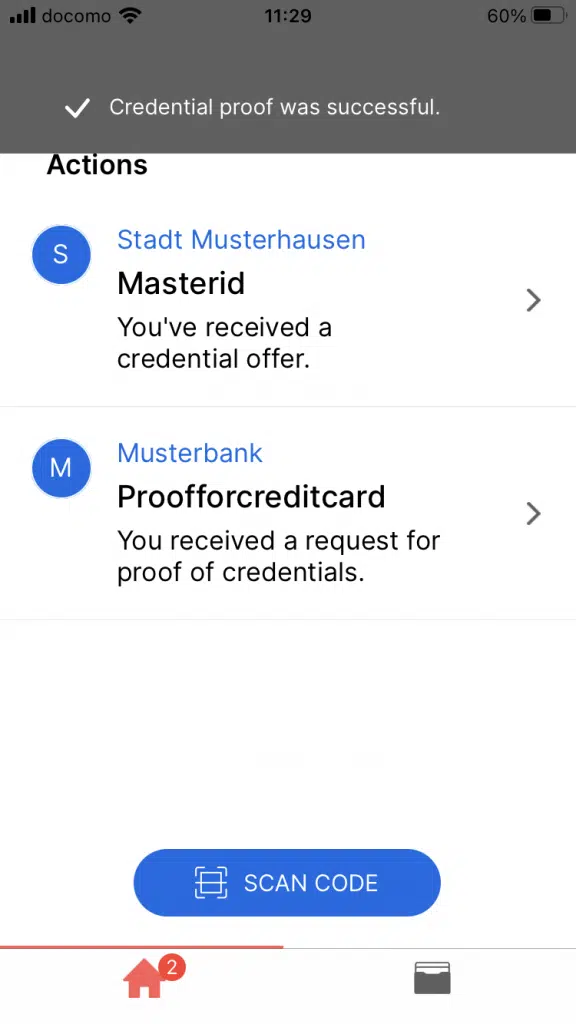 docomo 11:29 60%
Credential proof was successful.
Actions
S
Stadt Musterhausen
Masterid
You've received a
credential offer.
M
Musterbank
Proofforcreditcard
You received a request for
proof of credentials.
SCAN CODE
2